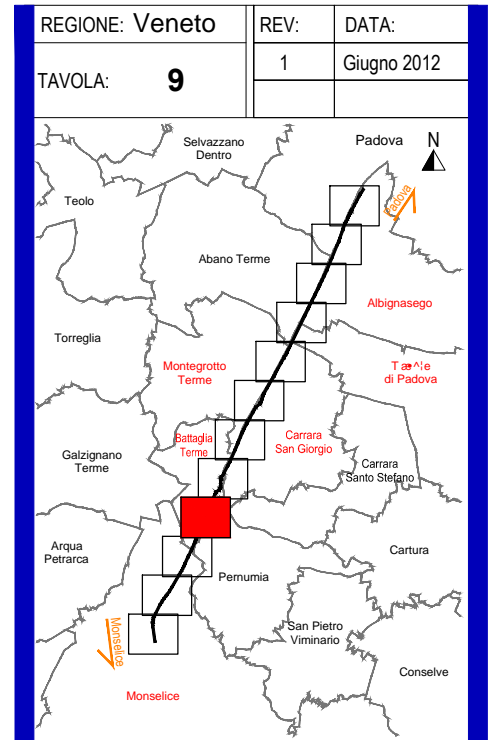 REGIONE: Veneto
REV:
DATA:
TAVOLA: 9
1
Giugno 2012
Selvazzano
Dentro
Padova
N
Teolo
Padova
Abano Terme
Albignasego
Torreglia
Montegrotto
Terme
di Padova
Battaglia
Terme
Carrara
San Giorgio
Galzignano
Terme
Carrara
Santo Stefano
Arqua
Petrarca
Cartura
Pernumia
Monselice
San Pietro
Viminario
Conselve
Monselice